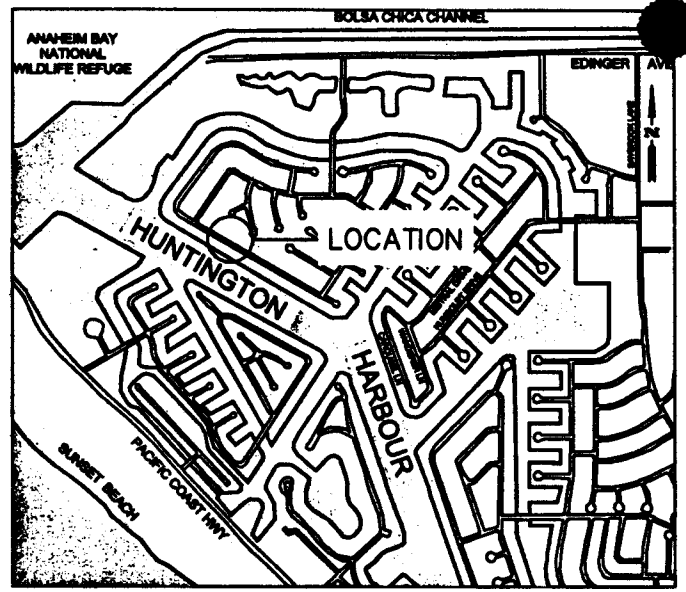 BOLSA CHICA CHANNEL
ANAHEIM BAY
NATIONAL
WILDLIFE REFUGE
EDINGER AVE
N
LOCATION
HUNTINGTON
HARBOUR
PACIFIC COAST HWY
SUNSET BEACH